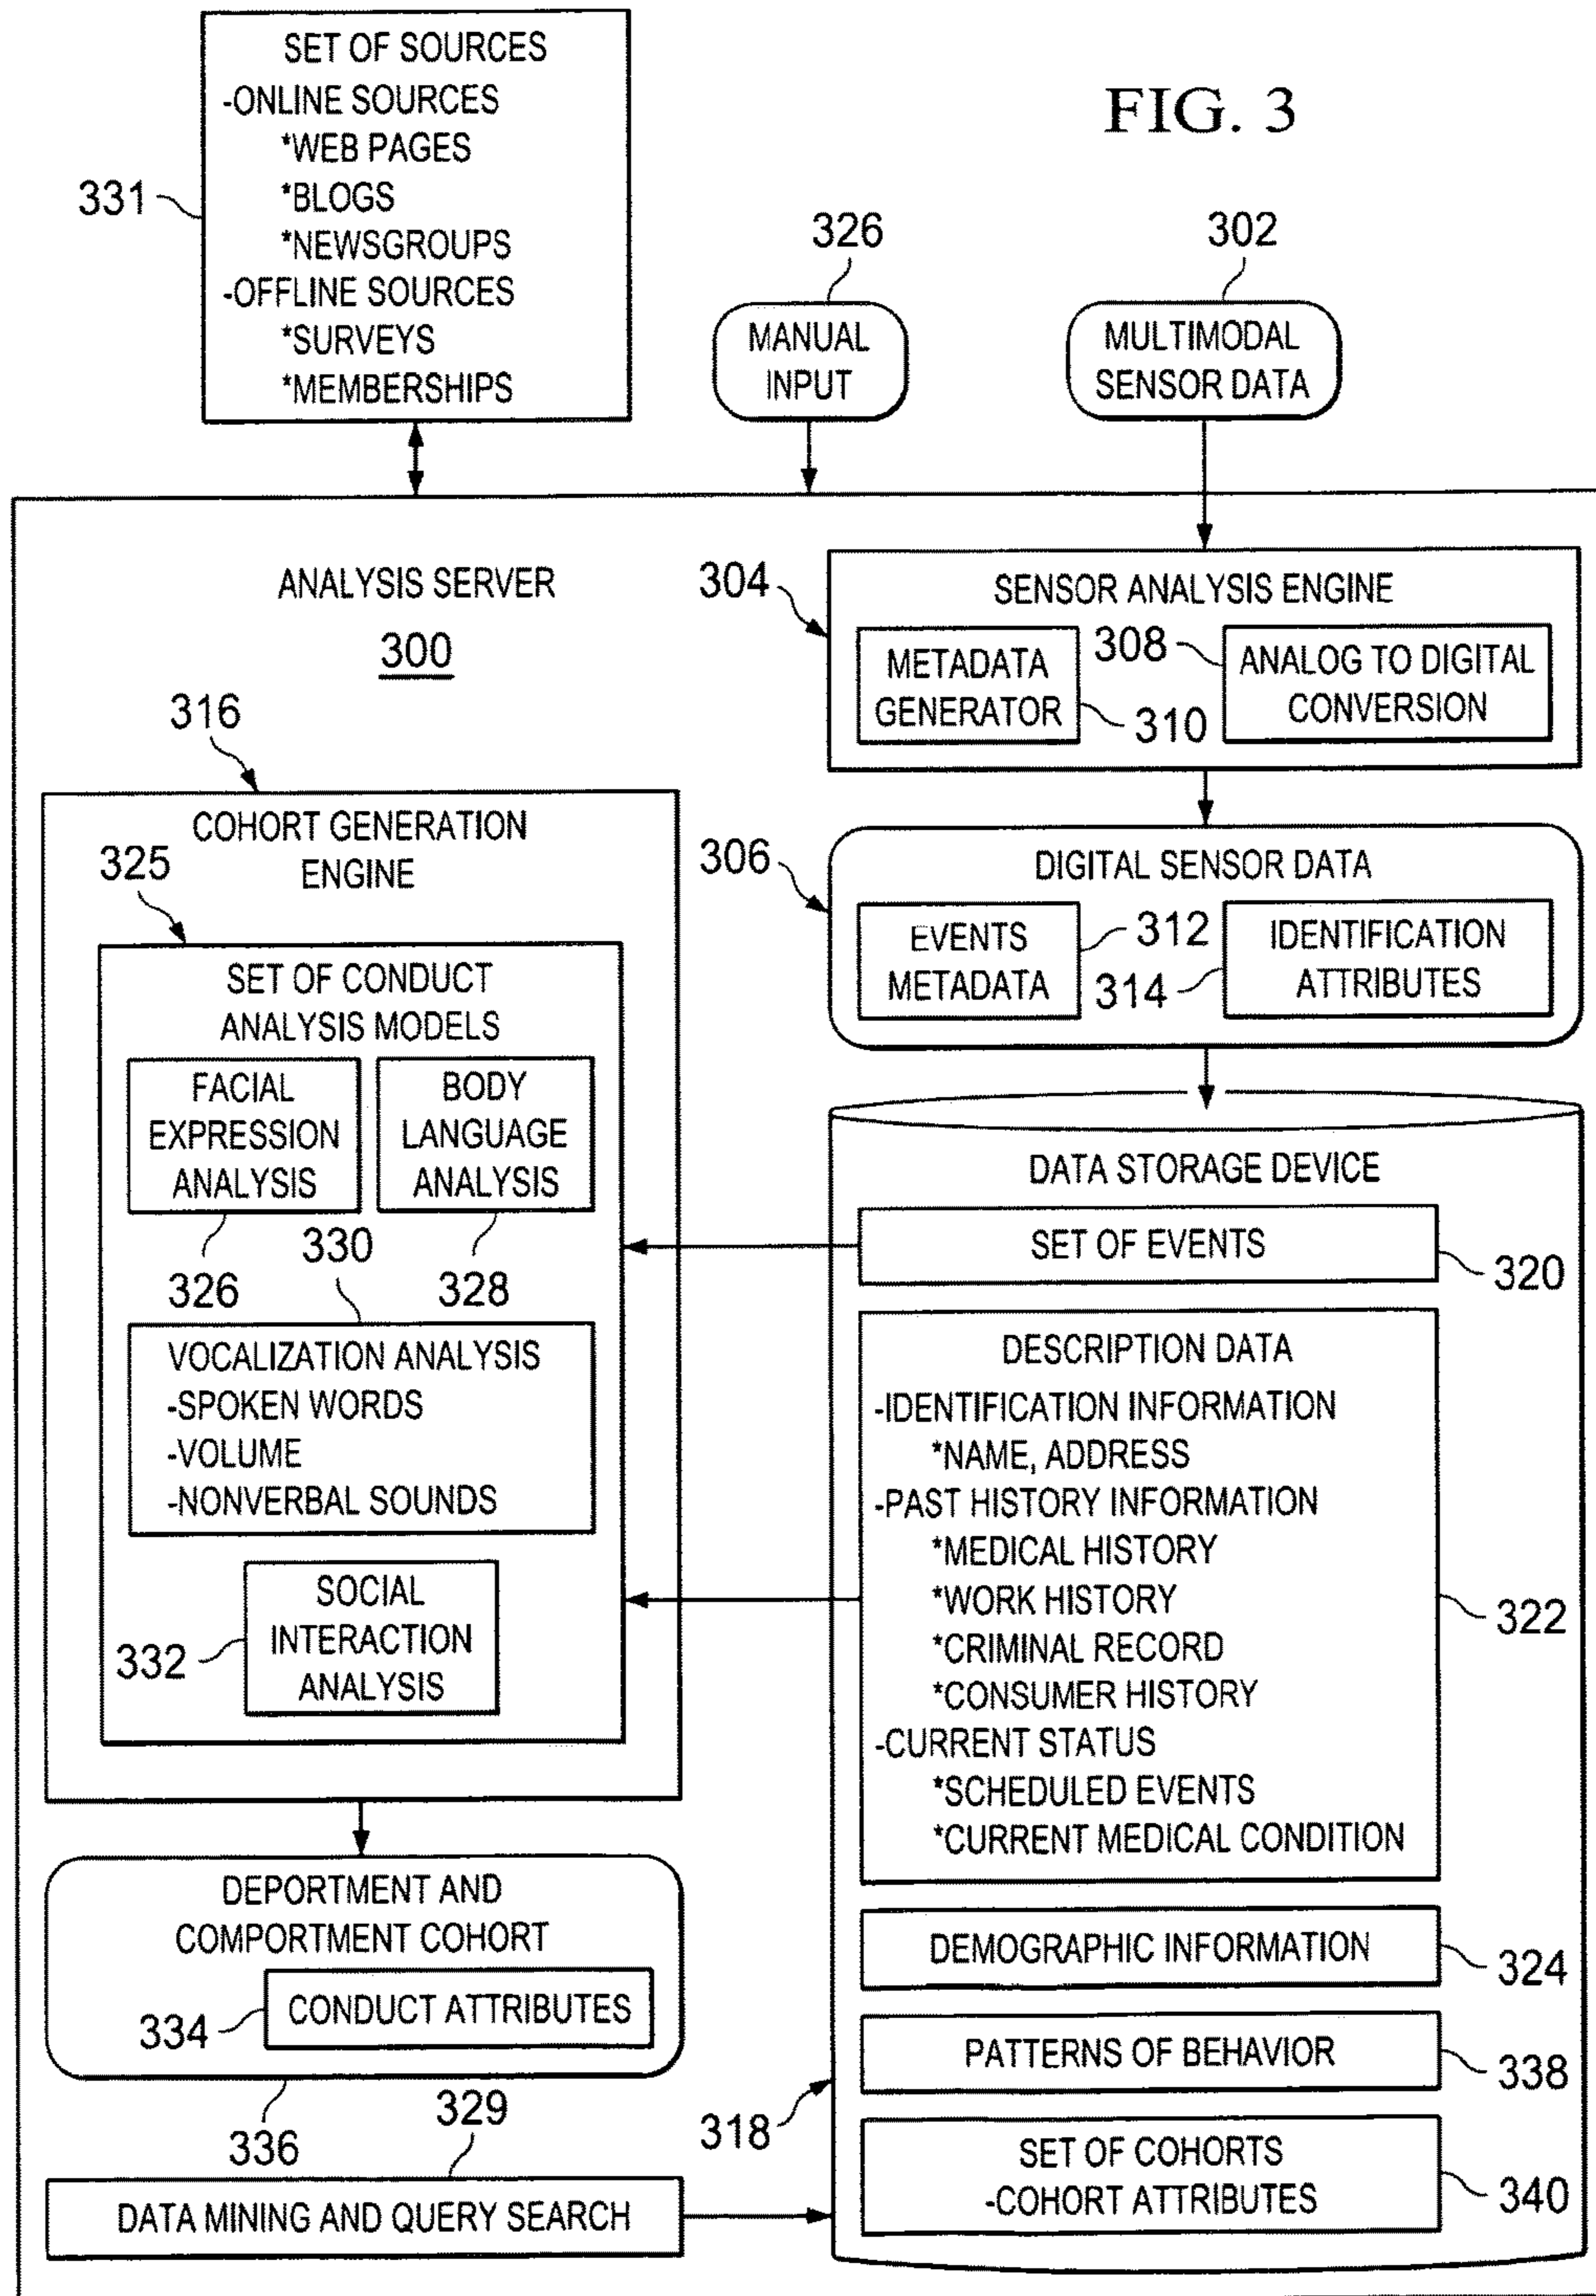 FIG. 3
SET OF SOURCES
-ONLINE SOURCES
*WEB PAGES
*BLOGS
*NEWSGROUPS
-OFFLINE SOURCES
*SURVEYS
*MEMBERSHIPS
331
326
MANUAL
INPUT
302
MULTIMODAL
SENSOR DATA
ANALYSIS SERVER
300
304
SENSOR ANALYSIS ENGINE
METADATA
GENERATOR
310
308
ANALOG TO DIGITAL
CONVERSION
306
DIGITAL SENSOR DATA
EVENTS
METADATA
312
314
IDENTIFICATION
ATTRIBUTES
316
COHORT GENERATION
ENGINE
325
SET OF CONDUCT
ANALYSIS MODELS
FACIAL
EXPRESSION
ANALYSIS
326
BODY
LANGUAGE
ANALYSIS
328
330
VOCALIZATION ANALYSIS
-SPOKEN WORDS
-VOLUME
-NONVERBAL SOUNDS
332
SOCIAL
INTERACTION
ANALYSIS
DEPORTMENT AND
COMPORTMENT COHORT
334
CONDUCT ATTRIBUTES
336
329
DATA MINING AND QUERY SEARCH
DATA STORAGE DEVICE
SET OF EVENTS
320
DESCRIPTION DATA
-IDENTIFICATION INFORMATION
*NAME, ADDRESS
-PAST HISTORY INFORMATION
*MEDICAL HISTORY
*WORK HISTORY
*CRIMINAL RECORD
*CONSUMER HISTORY
-CURRENT STATUS
*SCHEDULED EVENTS
*CURRENT MEDICAL CONDITION
322
DEMOGRAPHIC INFORMATION
324
PATTERNS OF BEHAVIOR
338
318
SET OF COHORTS
-COHORT ATTRIBUTES
340